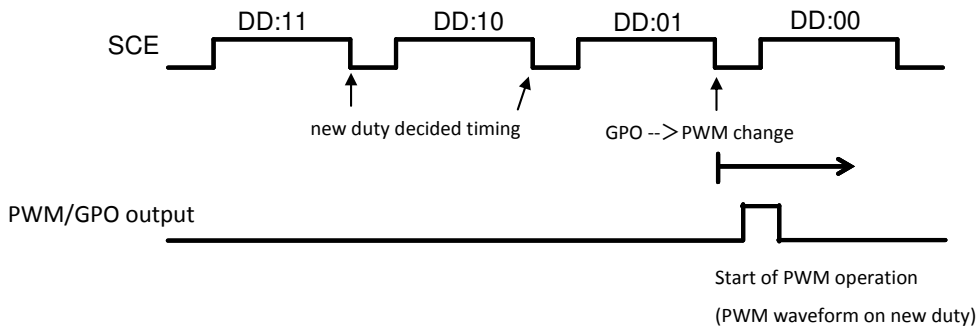 DD:11 DD:10 DD:01 DD:00
SCE
new duty decided timing
GPO -->PWM change
PWM/GPO output
Start of PWM operation
(PWM waveform on new duty)